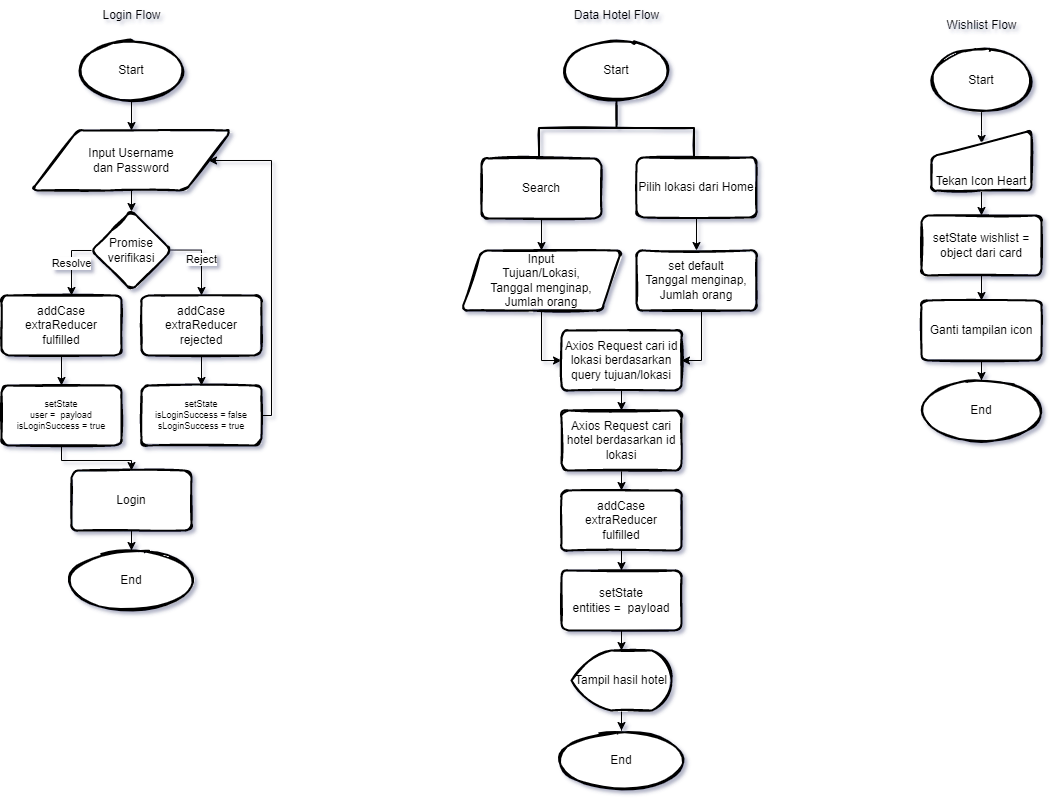 Login Flow
Start
Input Username
dan Password
Promise
verifikasi
Resolve
Reject
addCase
extraReducer
fulfilled
addCase
extraReducer
rejected
setState
user =  payload
isLoginSuccess = true
setState
isLoginSuccess = false
sLoginSuccess = true
Login
End
Data Hotel Flow
Start
Search
Pilih lokasi dari Home
Input
Tujuan/Lokasi,
Tanggal menginap,
Jumlah orang
set default
Tanggal menginap,
Jumlah orang
Axios Request cari id
lokasi berdasarkan
query tujuan/lokasi
Axios Request cari
hotel berdasarkan id
lokasi
addCase
extraReducer
fulfilled
setState
entities =  payload
Tampil hasil hotel
End
Wishlist Flow
Start
Tekan Icon Heart
setState wishlist =
object dari card
Ganti tampilan icon
End